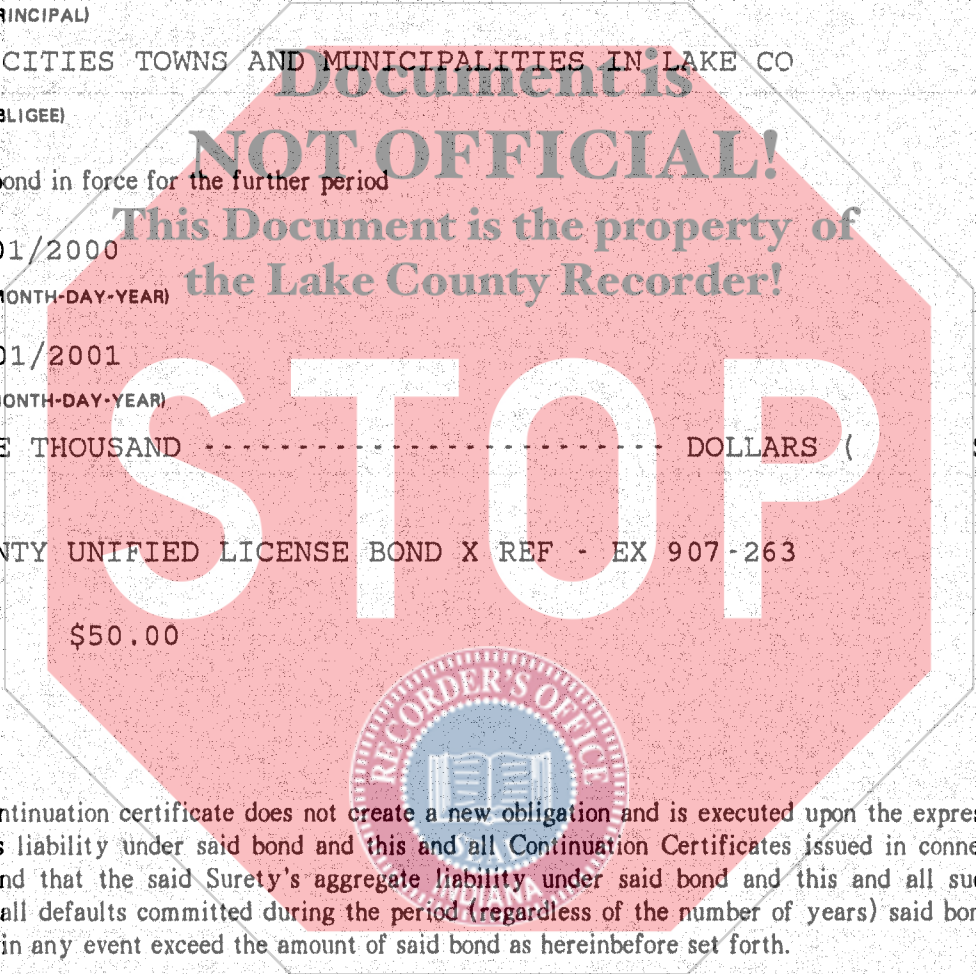 RINCIPAL)
CITIES TOWNS AND MUNICIPALITIES IN LAKE CO
Document is
BLIGEE)
NOT OFFICIAL!
ond in force for the further period
This Document is the property of
01/2000
the Lake County Recorder!
MONTH-DAY-YEAR)
01/2001
MONTH-DAY-YEAR)
STOP
E THOUSAND - - - - - - - - - - - - - - - - - - - - - - - - - DOLLARS (
NTY UNIFIED LICENSE BOND X REF - EX 907-263
$50.00
RECORDER'S OFFICE
SEAL
INDIANA
ntinuation certificate does not create a new obligation and is executed upon the expre
s liability under said bond and this and all Continuation Certificates issued in conne
nd that the said Surety's aggregate liability under said bond and this and all su
all defaults committed during the period (regardless of the number of years) said bon
in any event exceed the amount of said bond as hereinbefore set forth.